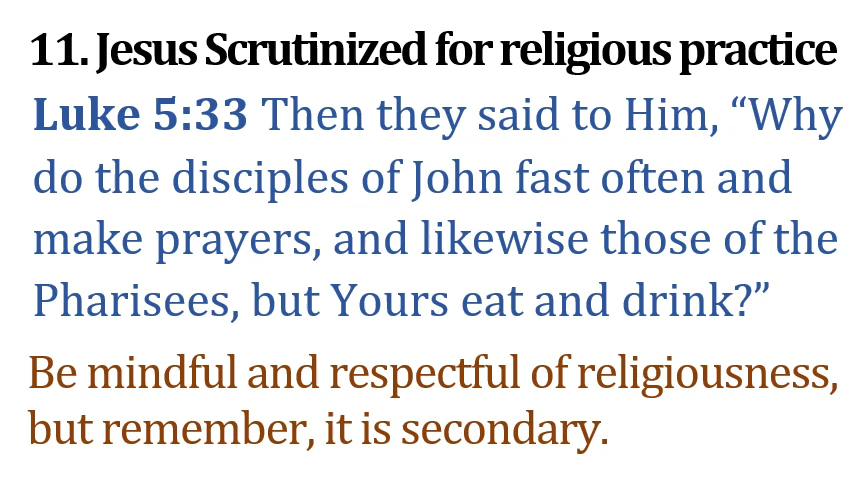 11. Jesus Scrutinized for religious practice
Luke 5:33 Then they said to Him, “Why
do the disciples of John fast often and
make prayers, and likewise those of the
Pharisees, but Yours eat and drink?”
Be mindful and respectful of religiousness,
but remember, it is secondary.